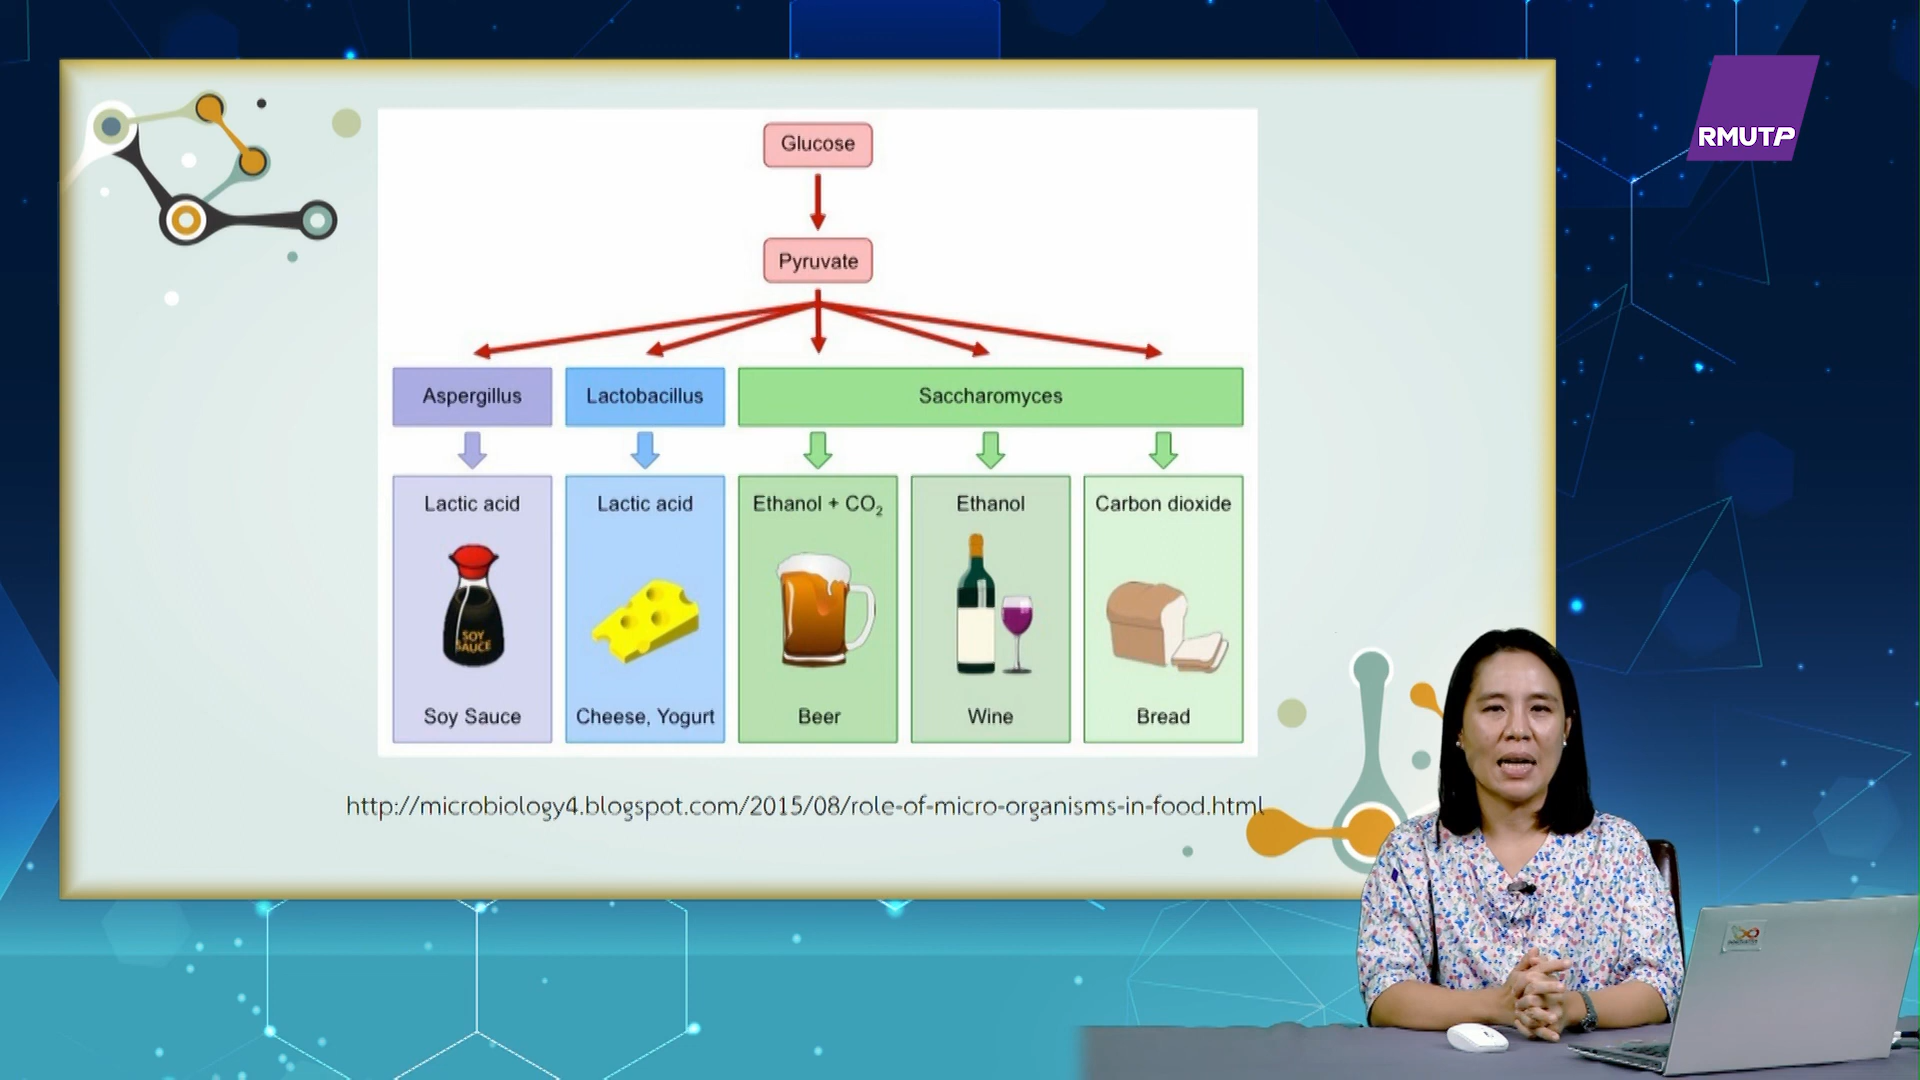 RMUTP
Glucose
Pyruvate
Aspergillus
Lactobacillus
Saccharomyces
Lactic acid
Lactic acid
Ethanol + CO₂
Ethanol
Carbon dioxide
SOY
SAUCE
Soy Sauce
Cheese, Yogurt
Beer
Wine
Bread
http://microbiology4.blogspot.com/2015/08/role-of-micro-organisms-in-food.html